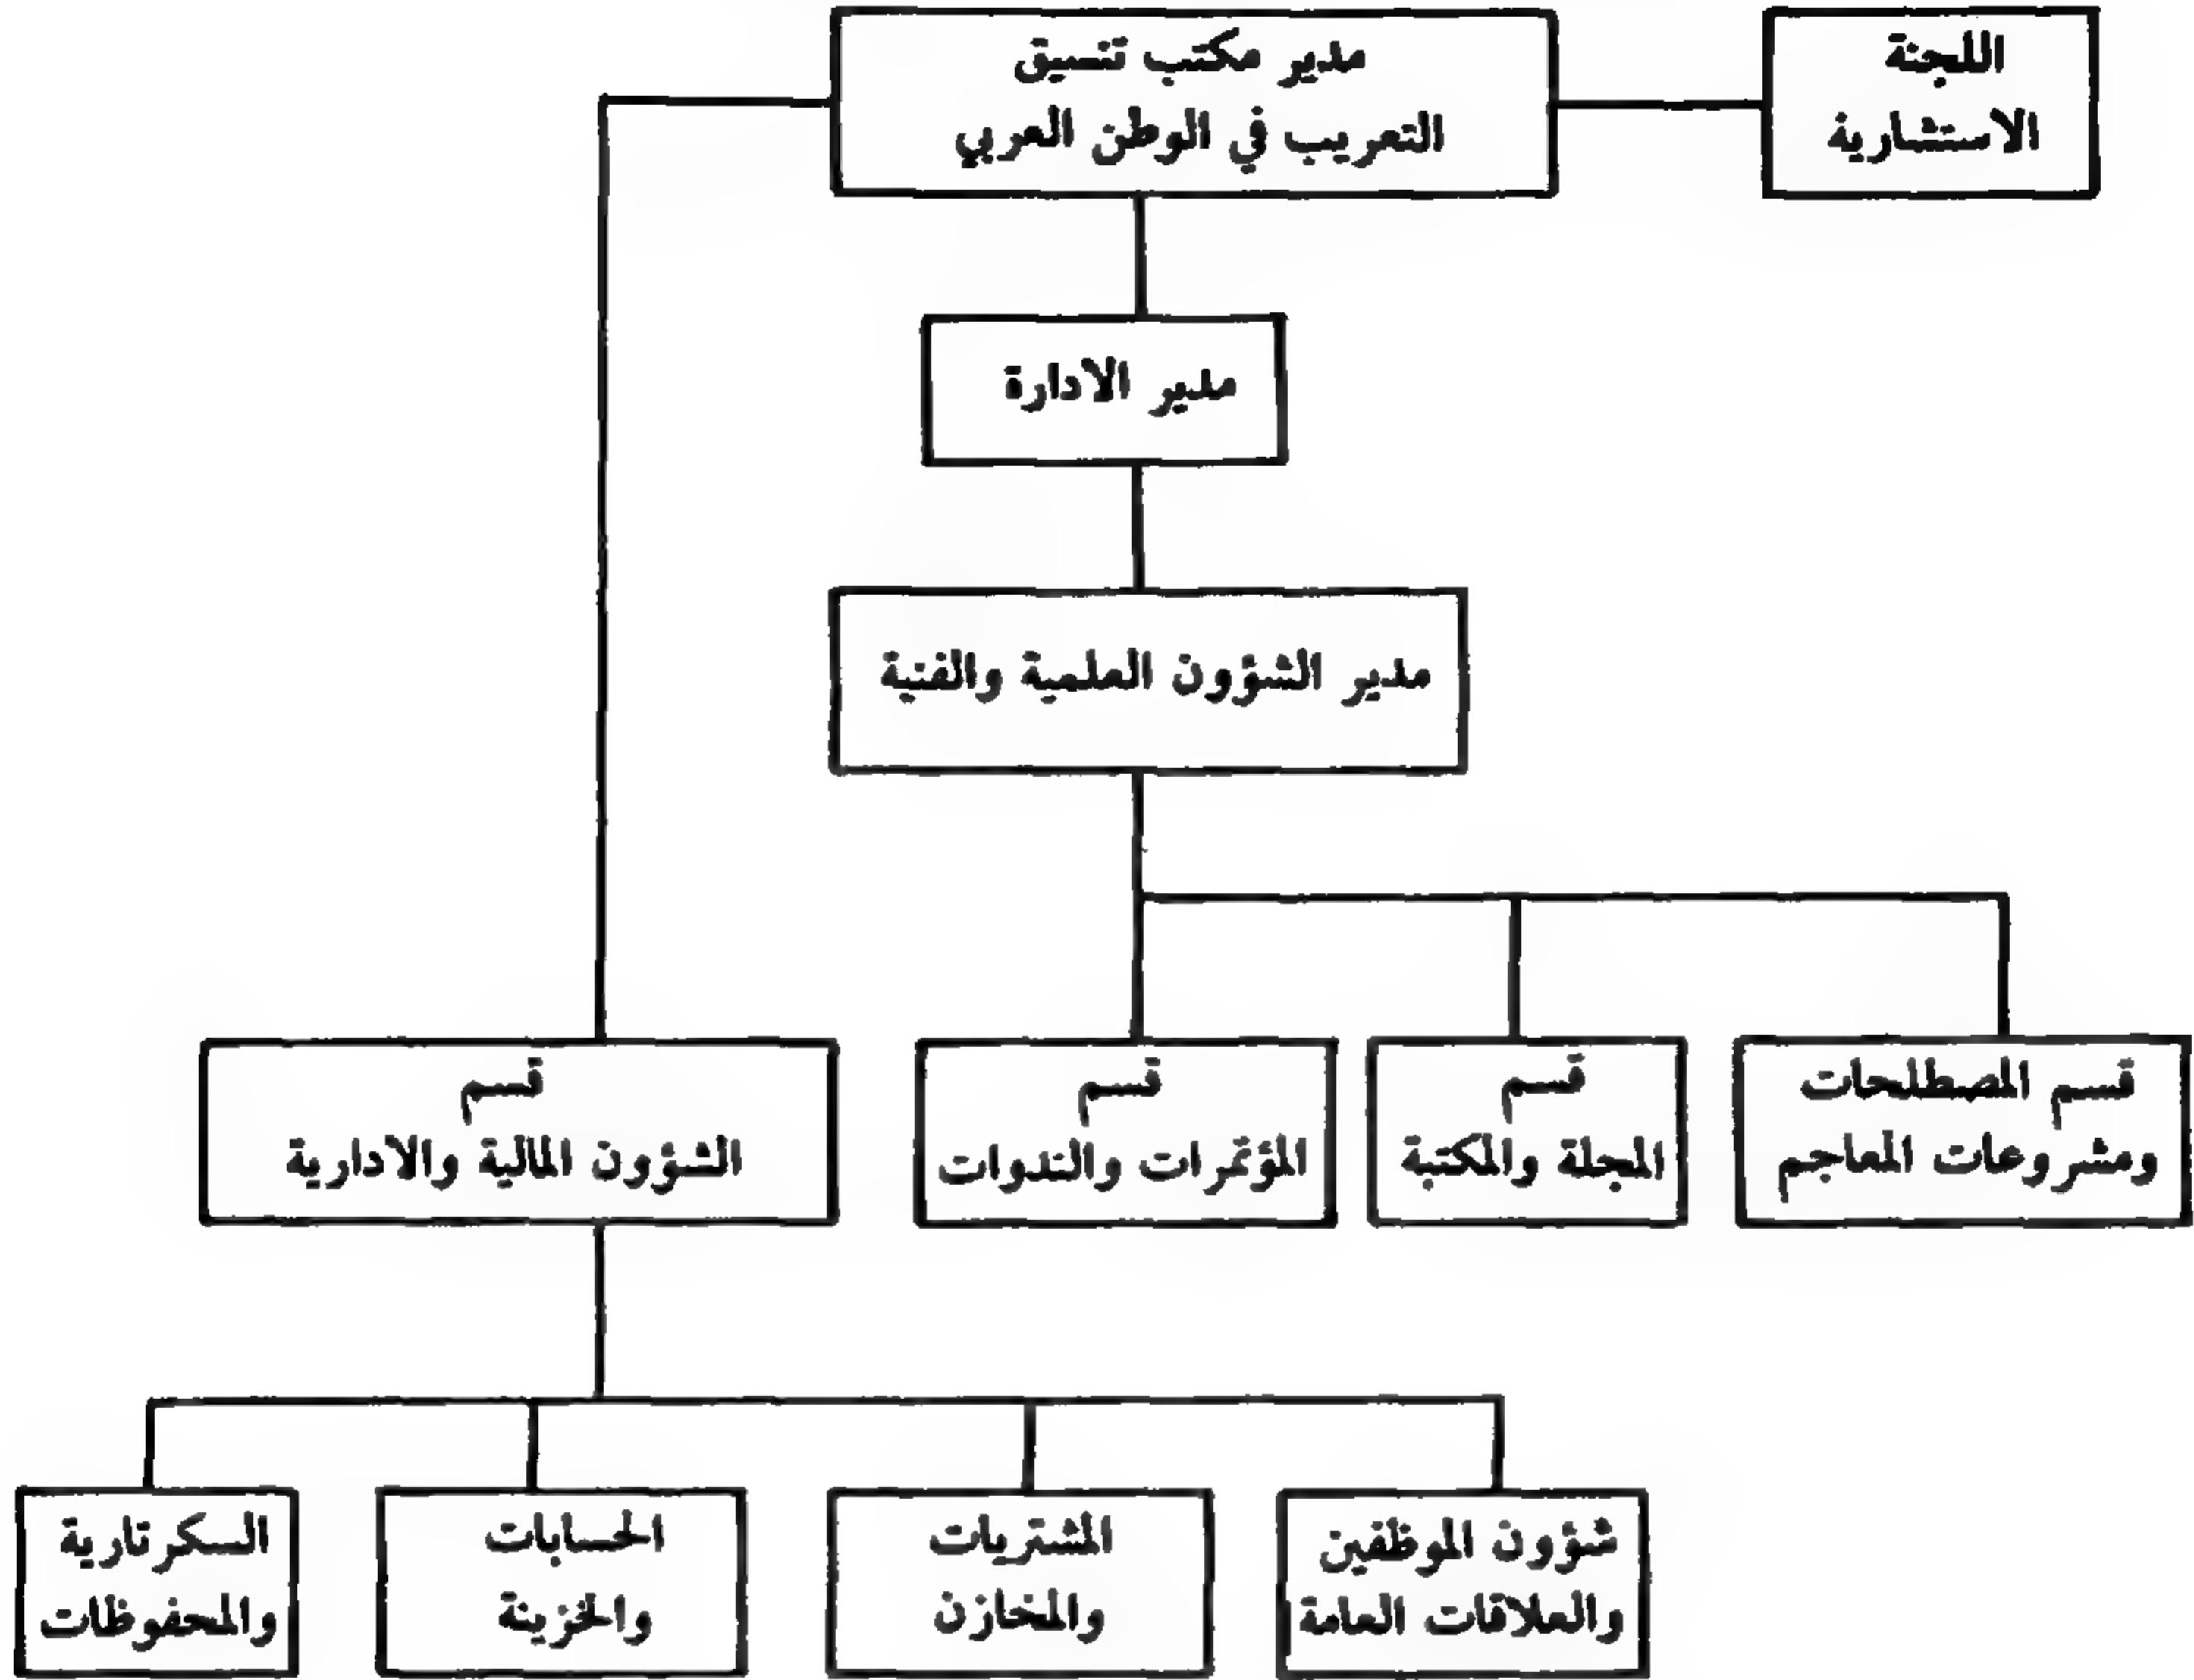 اللجنة
الاستشارية
مدير مكتب تنسيق
التعريب في الوطن العربي
مدير الادارة
مدير الشؤون العلمية والفنية
قسم المصطلحات
ومشروعات المعاجم
قسم
المجلة والمكتبة
قسم
المؤتمرات والندوات
قسم
الشؤون المالية والادارية
شؤون الموظفين
والعلاقات العامة
المشتريات
والمخازن
الحسابات
والخزينة
السكرتارية
والمحفوظات